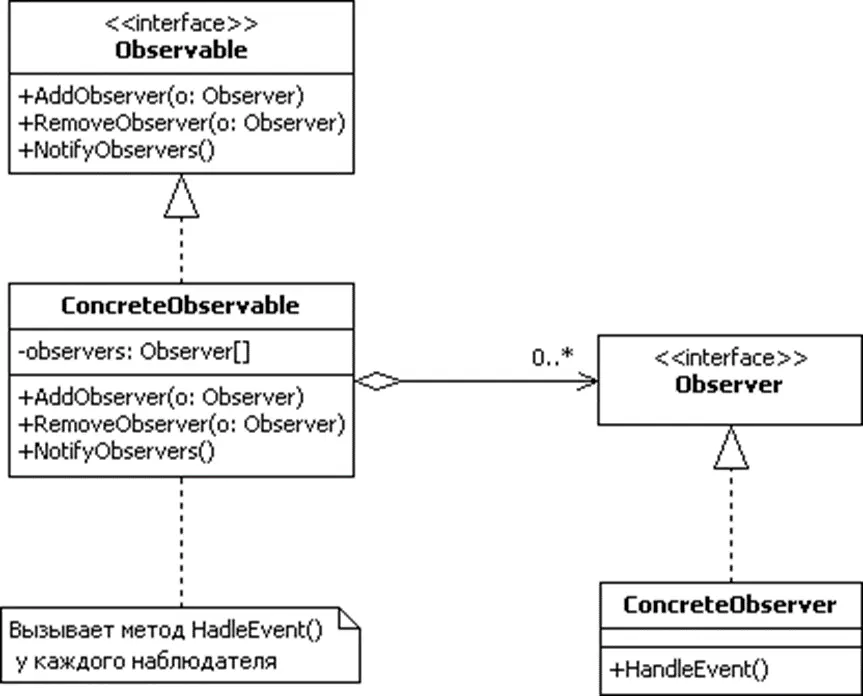 <<interface>>
Observable
+AddObserver(o: Observer)
+RemoveObserver(o: Observer)
+NotifyObservers()
ConcreteObservable
-observers: Observer[]
+AddObserver(o: Observer)
+RemoveObserver(o: Observer)
+NotifyObservers()
0..*
<<interface>>
Observer
Вызывает метод HadleEvent()
у каждого наблюдателя
ConcreteObserver
+HandleEvent()